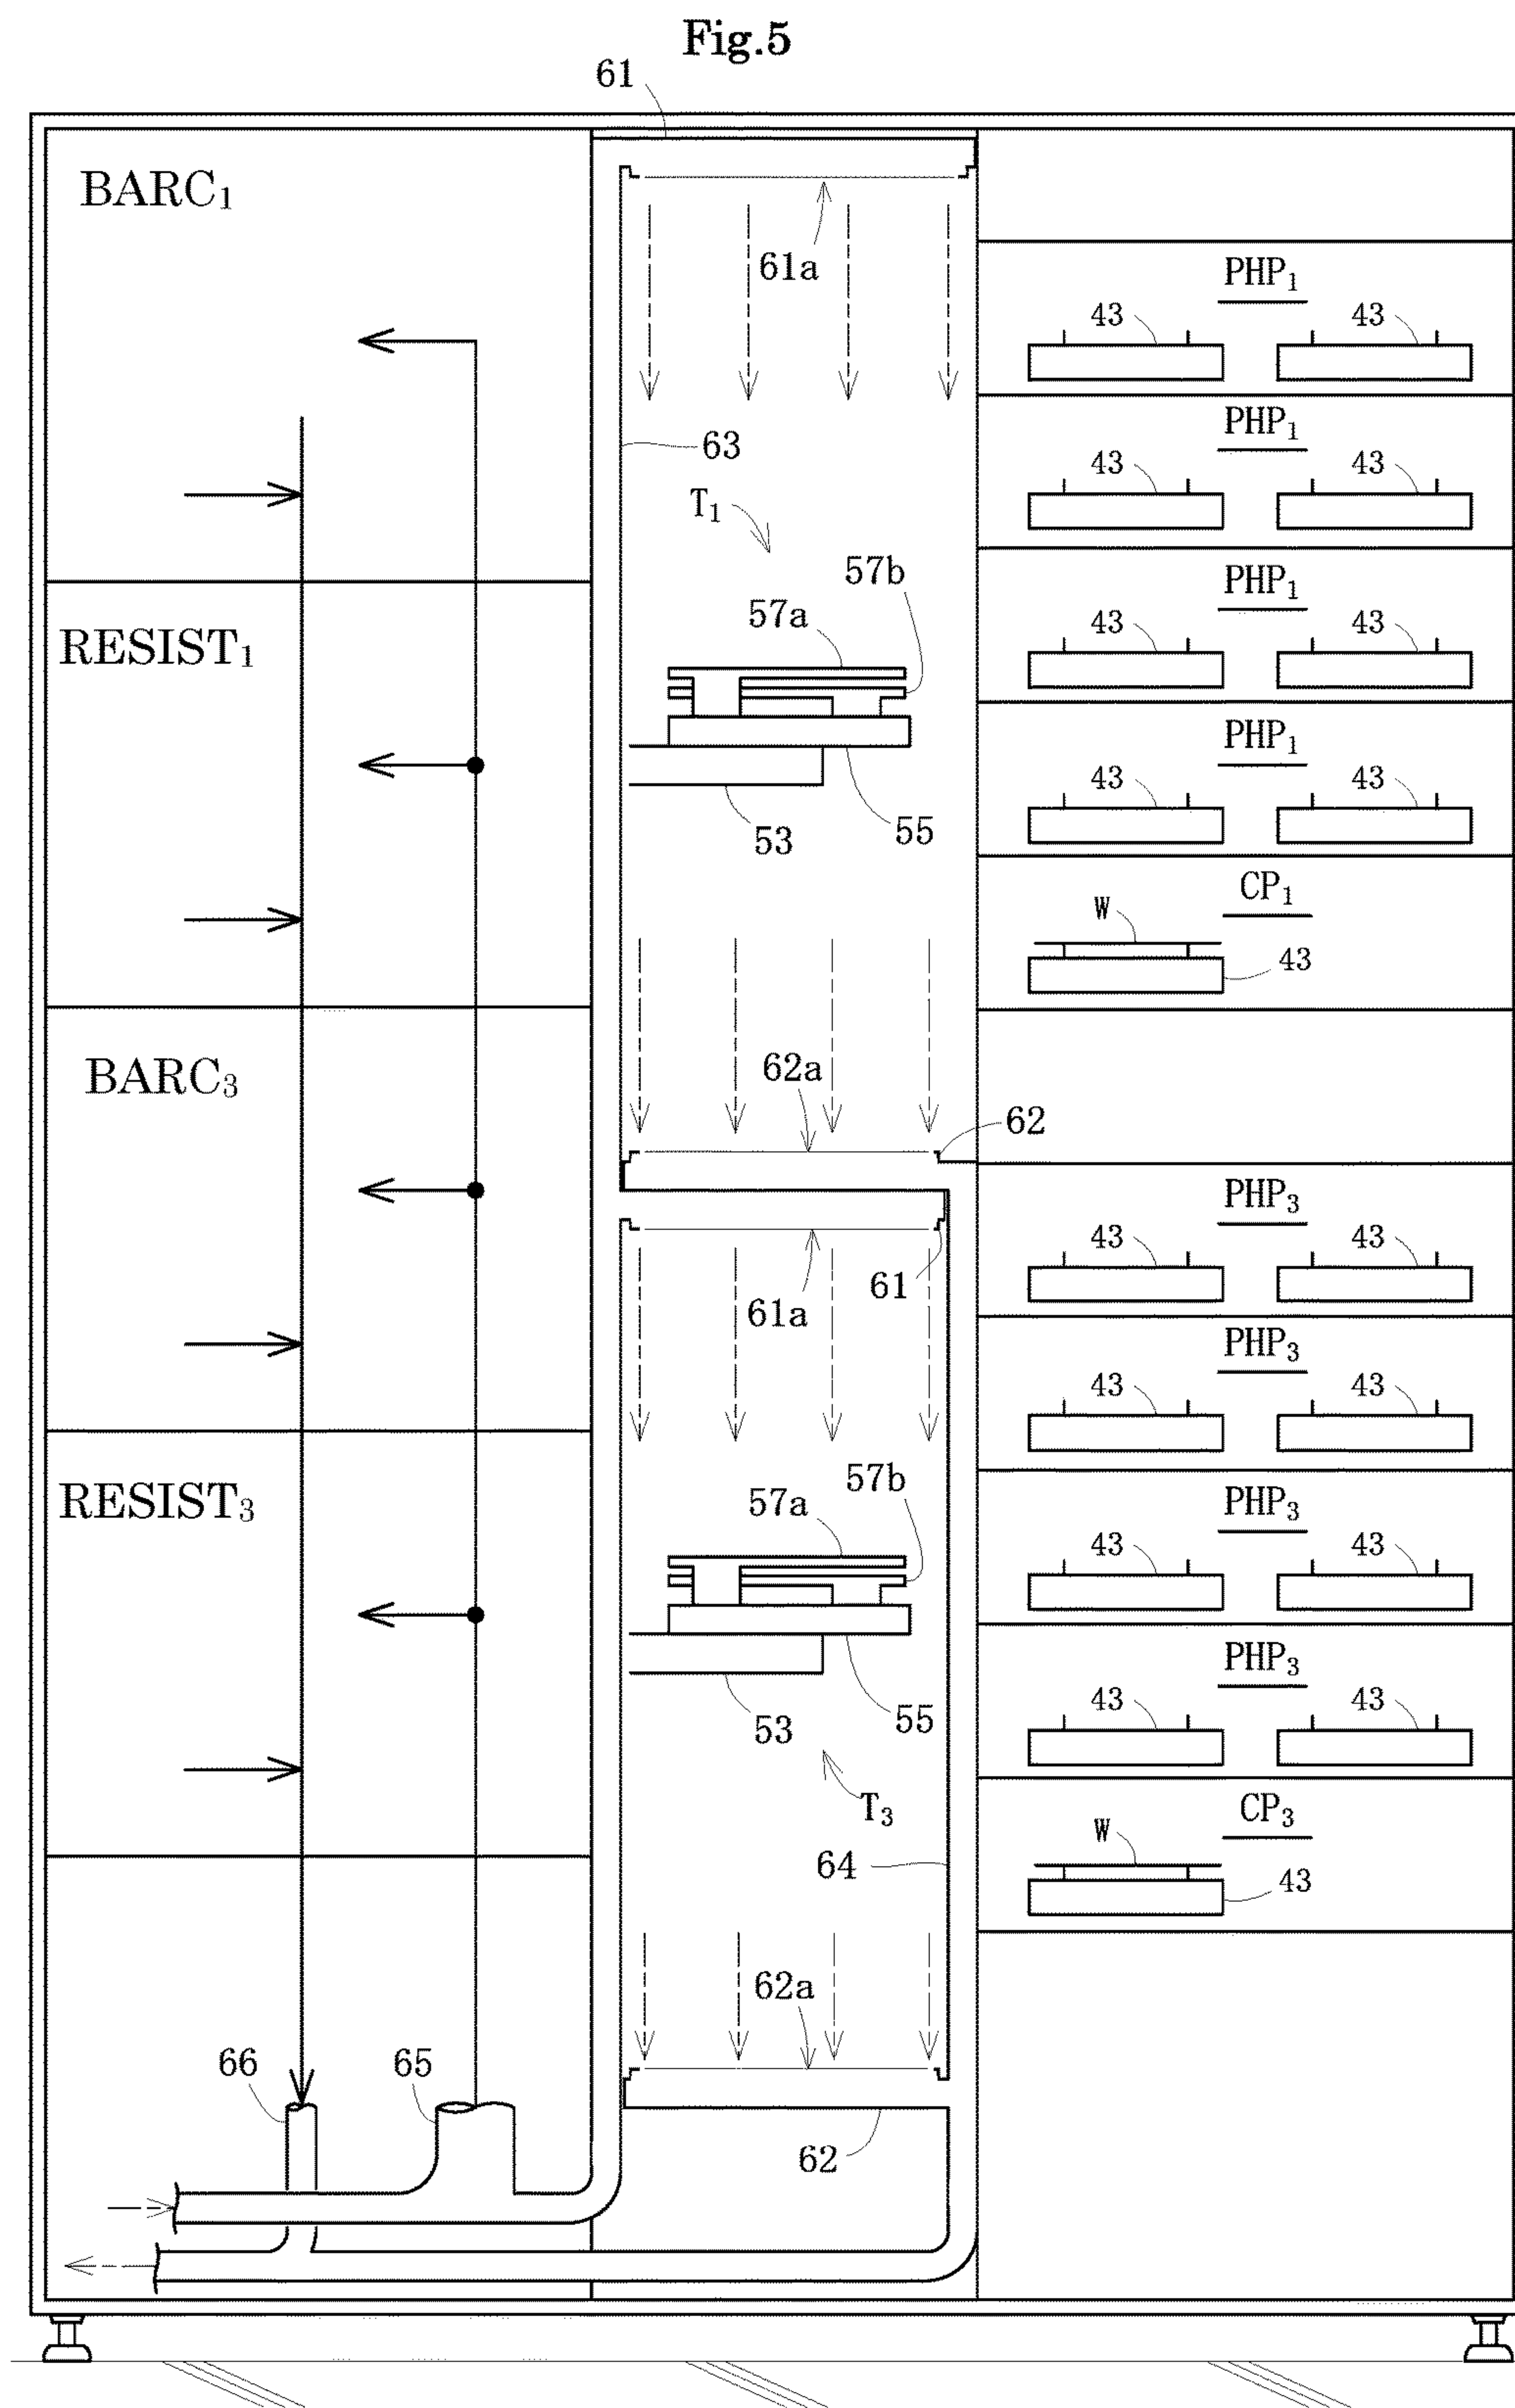 Fig.5
61
BARC₁
61a
PHP₁
43 43
PHP₁
43 43
63
T₁
57b
PHP₁
57a
43 43
RESIST₁
PHP₁
43 43
53 55
CP₁
W
43
BARC₃
62a
62
PHP₃
43 43
61
61a
PHP₃
43 43
RESIST₃
57b
57a
PHP₃
43 43
PHP₃
43 43
53 55
T₃
CP₃
W
64
43
62a
66 65
62